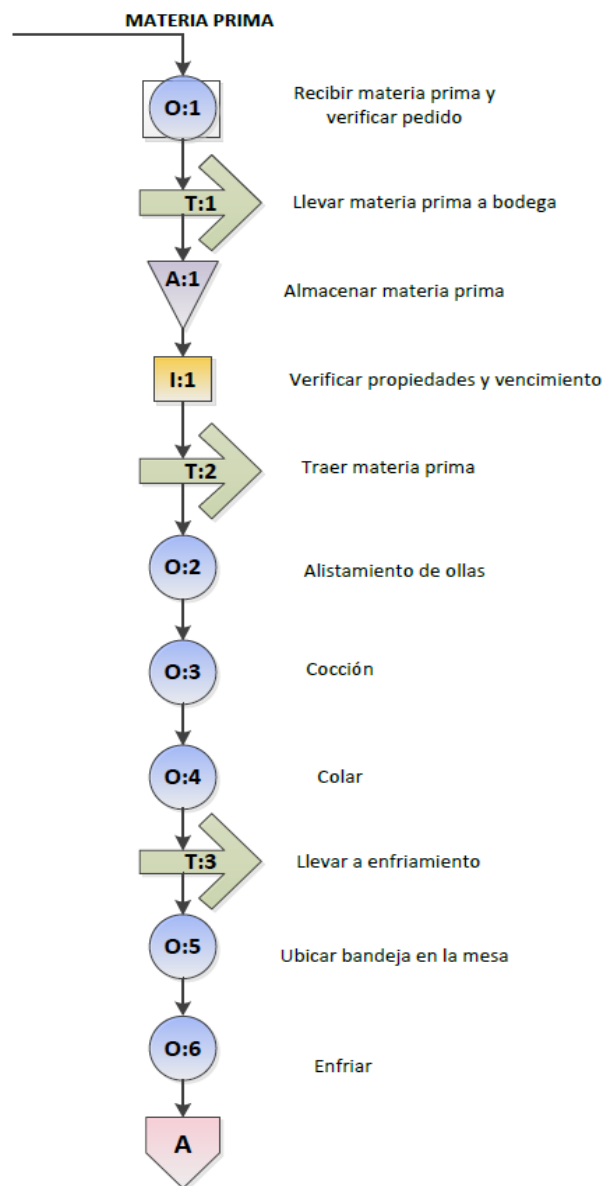 MATERIA PRIMA
O:1
Recibir materia prima y
verificar pedido
T:1
Llevar materia prima a bodega
A:1
Almacenar materia prima
I:1
Verificar propiedades y vencimiento
T:2
Traer materia prima
O:2
Alistamiento de ollas
O:3
Cocción
O:4
Colar
T:3
Llevar a enfriamiento
O:5
Ubicar bandeja en la mesa
O:6
Enfriar
A